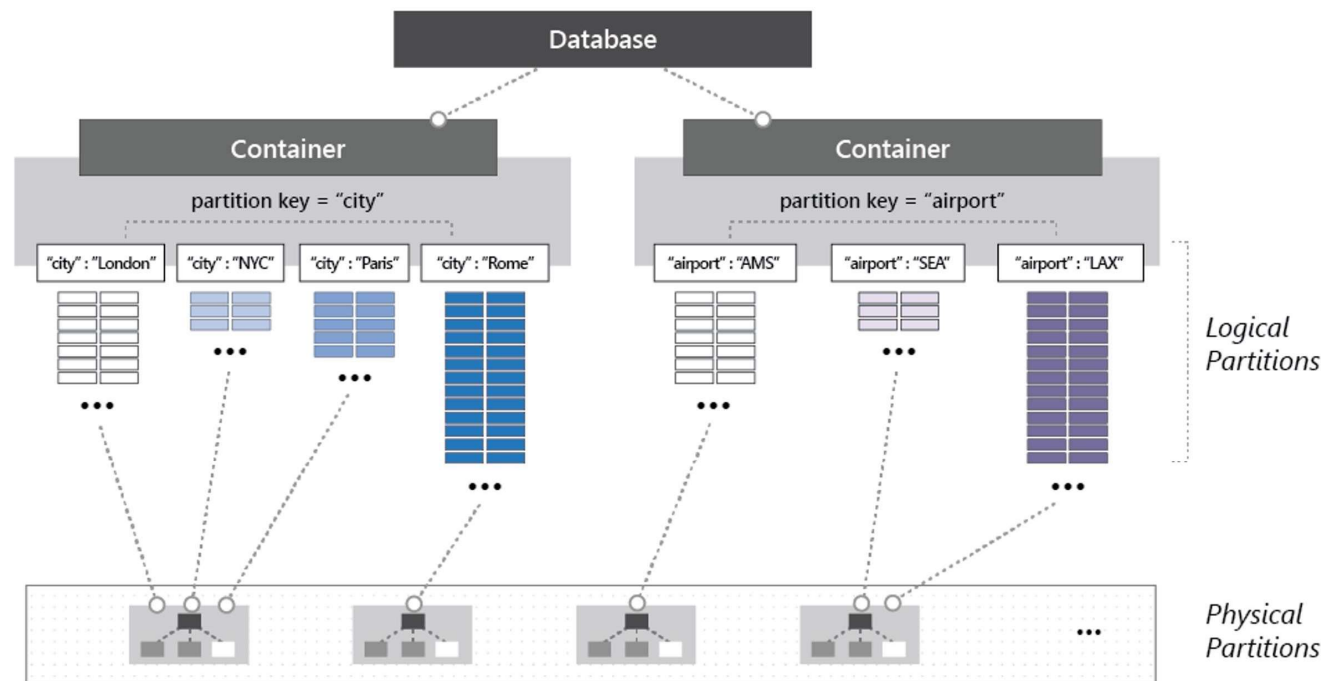 Database
Container
Container
partition key = “city”
partition key = “airport”
“city” : “London”
“city” : “NYC”
“city” : “Paris”
“city” : “Rome”
“airport” : “AMS”
“airport” : “SEA”
“airport” : “LAX”
•••
•••
•••
•••
•••
•••
•••
Logical
Partitions
•••
Physical
Partitions